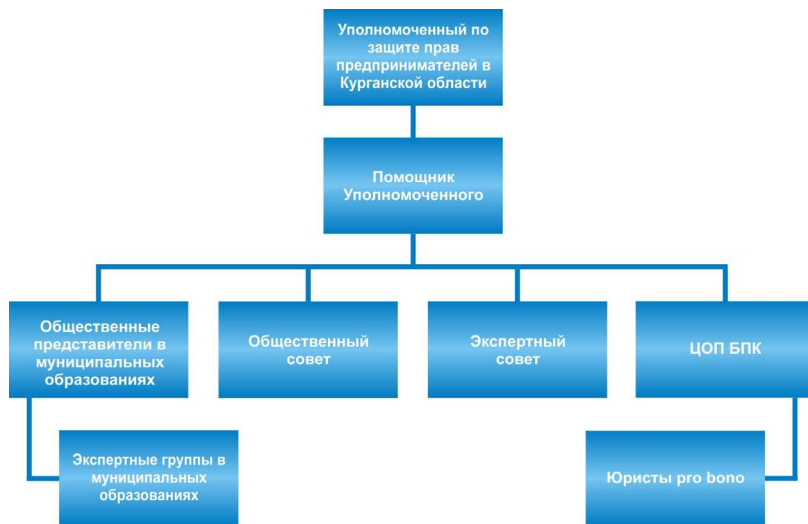 Уполномоченный по
защите прав
предпринимателей в
Курганской области
Помощник
Уполномоченного
Общественные
представители в
муниципальных
образованиях
Общественный
совет
Экспертный
совет
ЦОП БПК
Экспертные группы в
муниципальных
образованиях
Юристы pro bono